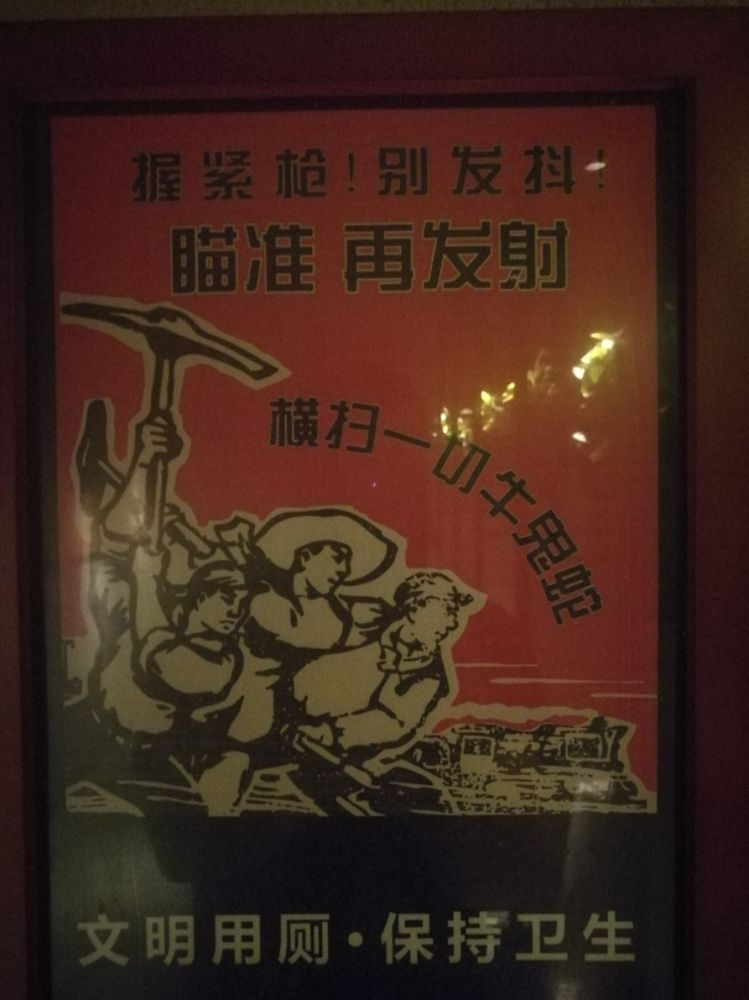 握紧枪！别发抖！
瞄准 再发射
横扫一切牛鬼蛇
文明用厕·保持卫生